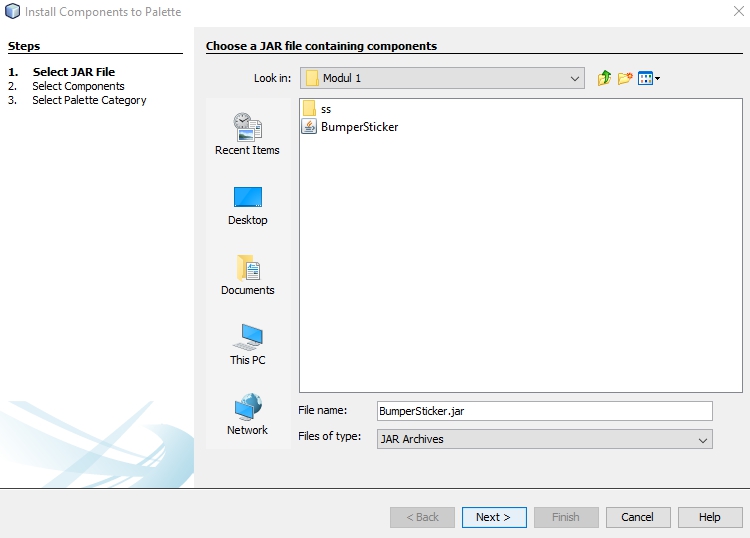 Install Components to Palette
Steps
1. Select JAR File
2. Select Components
3. Select Palette Category
Choose a JAR file containing components
Look in: Modul 1
Recent Items
Desktop
Documents
This PC
Network
ss
BumperSticker
File name: BumperSticker.jar
Files of type: JAR Archives
< Back Next > Finish Cancel Help